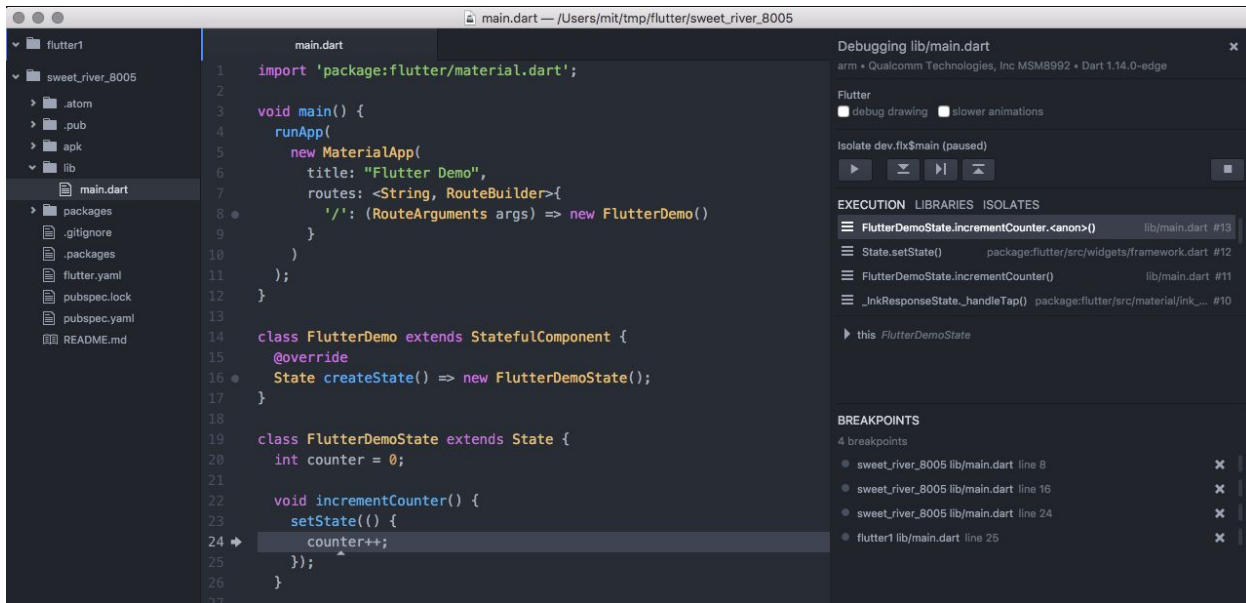 main.dart — /Users/mit/tmp/flutter/sweet_river_8005
flutter1
sweet_river_8005
.atom
.pub
apk
lib
main.dart
packages
.gitignore
.packages
flutter.yaml
pubspec.lock
pubspec.yaml
README.md
main.dart
1 import 'package:flutter/material.dart';
2
3 void main() {
4   runApp(
5     new MaterialApp(
6       title: "Flutter Demo",
7       routes: <String, RouteBuilder>{
8         '/': (RouteArguments args) => new FlutterDemo()
9       }
10     )
11   );
12 }
13
14 class FlutterDemo extends StatefulComponent {
15   @override
16   State createState() => new FlutterDemoState();
17 }
18
19 class FlutterDemoState extends State {
20   int counter = 0;
21
22   void incrementCounter() {
23     setState(() {
24       counter++;
25     });
26   }
27
Debugging lib/main.dart
arm • Qualcomm Technologies, Inc MSM8992 • Dart 1.14.0-edge
Flutter
debug drawing slower animations
Isolate dev.flx$main (paused)
EXECUTION LIBRARIES ISOLATES
FlutterDemoState.incrementCounter.<anon>() lib/main.dart #13
State.setState() package:flutter/src/widgets/framework.dart #12
FlutterDemoState.incrementCounter() lib/main.dart #11
_InkResponseState._handleTap() package:flutter/src/material/ink_... #10
this FlutterDemoState
BREAKPOINTS
4 breakpoints
sweet_river_8005 lib/main.dart line 8
sweet_river_8005 lib/main.dart line 16
sweet_river_8005 lib/main.dart line 24
flutter1 lib/main.dart line 25